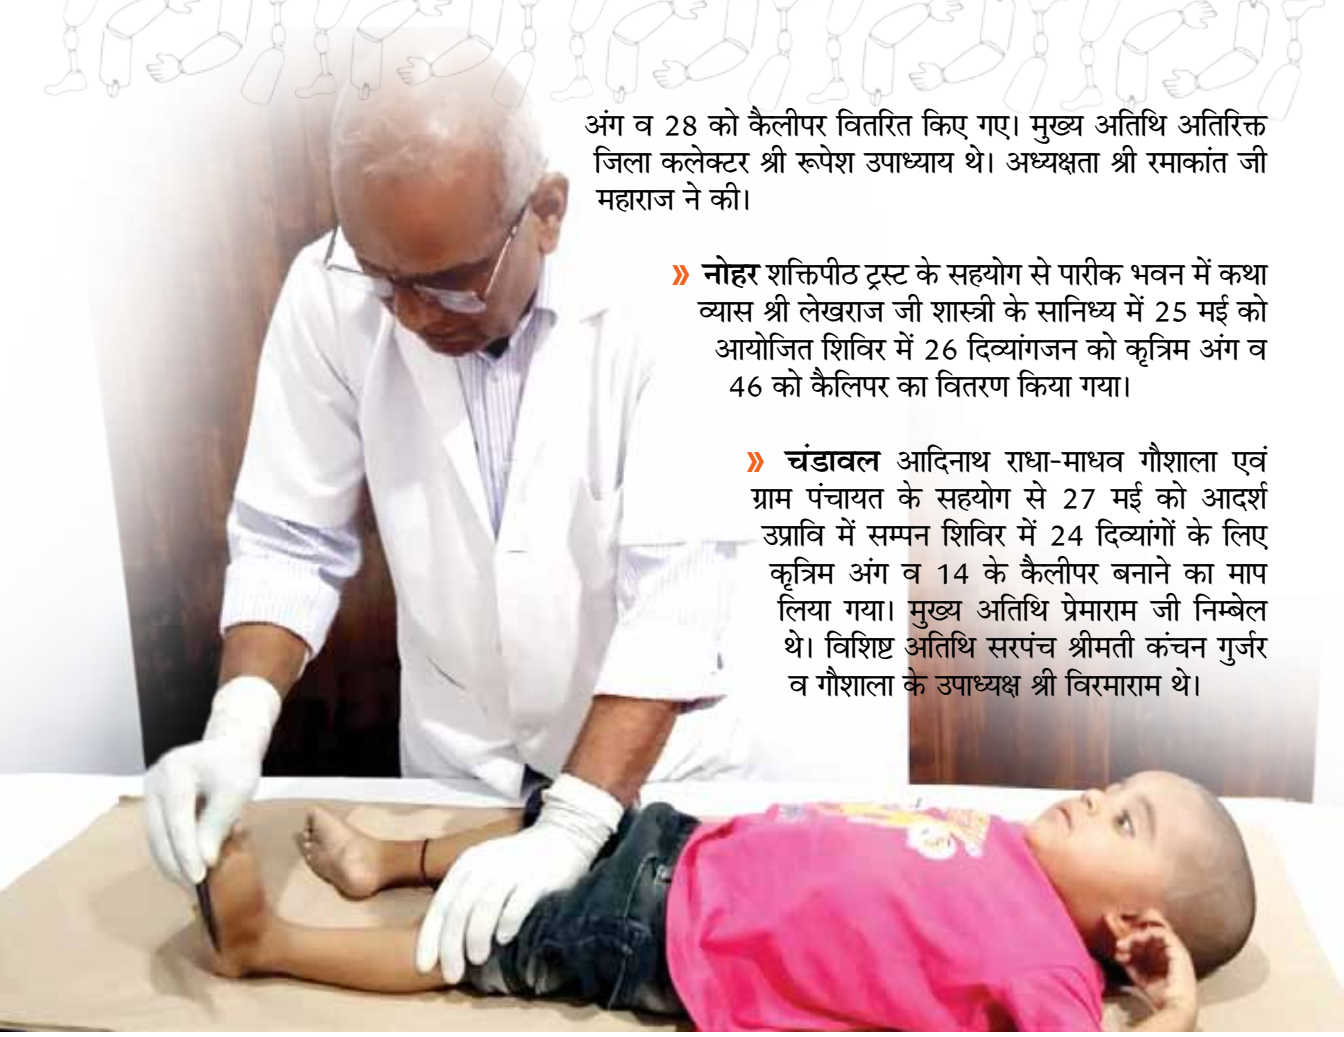 अंग व 28 को कैलीपर वितरित किए गए। मुख्य अतिथि अतिरिक्त
जिला कलेक्टर श्री रूपेश उपाध्याय थे। अध्यक्षता श्री रमाकांत जी
महाराज ने की।
» नोहर शक्तिपीठ ट्रस्ट के सहयोग से पारीक भवन में कथा
व्यास श्री लेखराज जी शास्त्री के सानिध्य में 25 मई को
आयोजित शिविर में 26 दिव्यांगजन को कृत्रिम अंग व
46 को कैलिपर का वितरण किया गया।
» चंडावल आदिनाथ राधा-माधव गौशाला एवं
ग्राम पंचायत के सहयोग से 27 मई को आदर्श
उप्रावि में सम्पन शिविर में 24 दिव्यांगों के लिए
कृत्रिम अंग व 14 के कैलीपर बनाने का माप
लिया गया। मुख्य अतिथि प्रेमाराम जी निम्बेल
थे। विशिष्ट अतिथि सरपंच श्रीमती कंचन गुर्जर
व गौशाला के उपाध्यक्ष श्री विरमाराम थे।